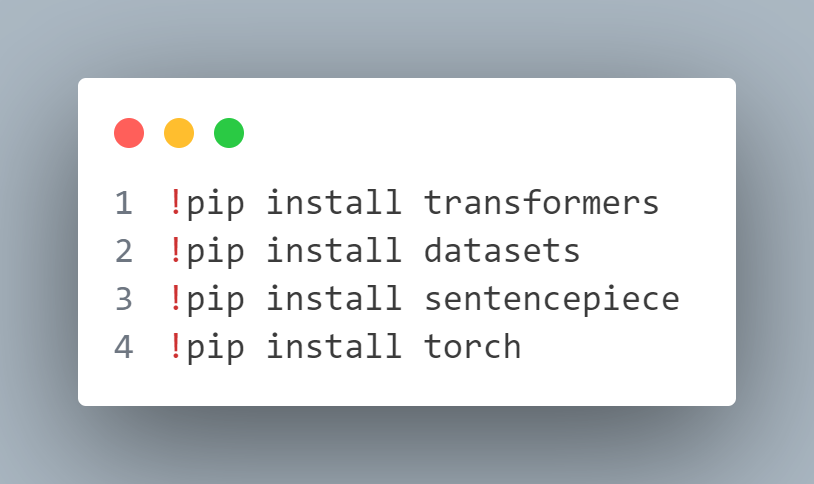 1 !pip install transformers
2 !pip install datasets
3 !pip install sentencepiece
4 !pip install torch